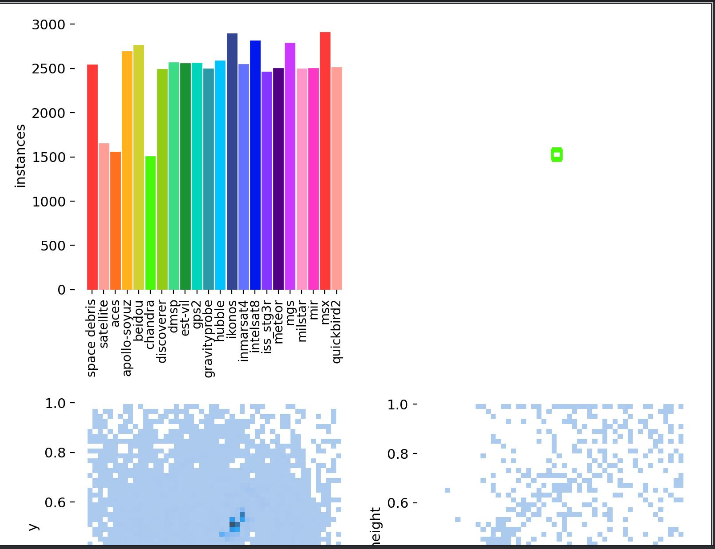 3000
2500
2000
1500
1000
500
0
instances
space debris
satellite
aces
apollo-soyuz
beidou
chandra
discoverer
dmsp
est-vil
gps2
gravityprobe
hubble
ikonos
inmarsat4
intelsat8
iss_stg3r
meteor
mgs
milstar
mir
msx
quickbird2
1.0
0.8
0.6
y
1.0
0.8
0.6
height